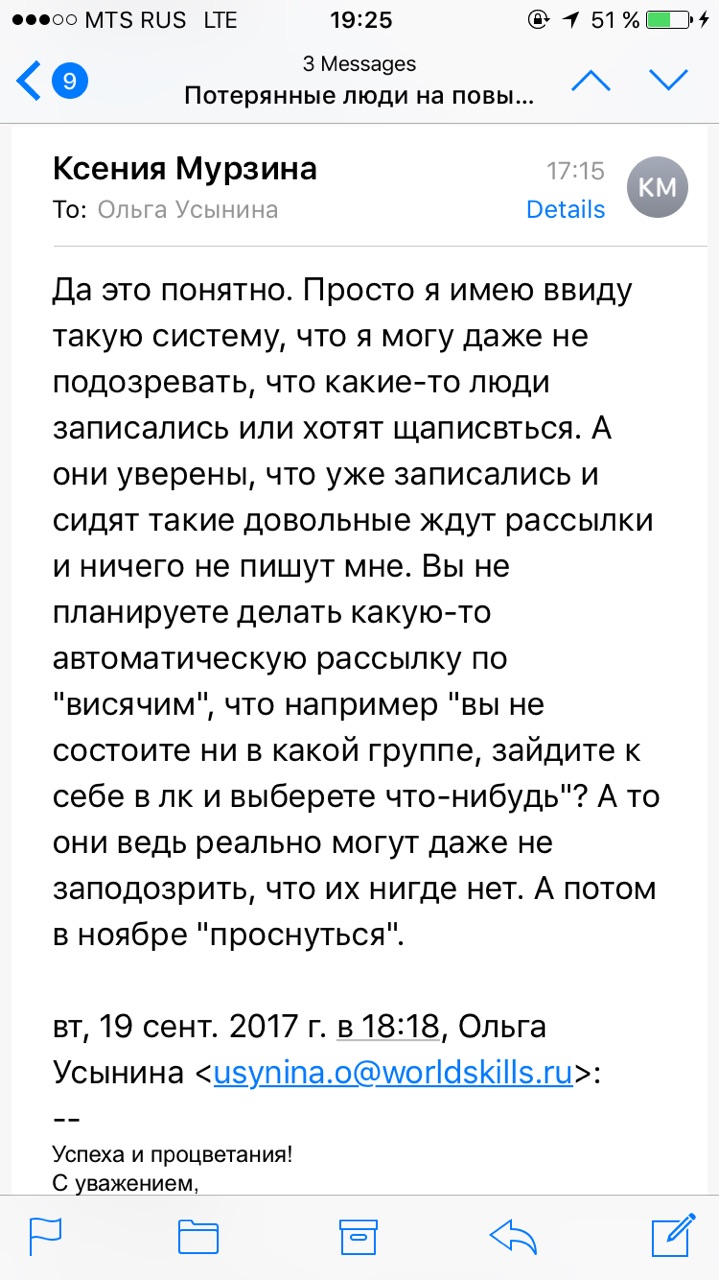 MTS RUS LTE 19:25 51 %
9 3 Messages
Потерянные люди на повы...
Ксения Мурзина 17:15 КМ
To: Ольга Усынина Details
Да это понятно. Просто я имею ввиду
такую систему, что я могу даже не
подозревать, что какие-то люди
записались или хотят щаписвться. А
они уверены, что уже записались и
сидят такие довольные ждут рассылки
и ничего не пишут мне. Вы не
планируете делать какую-то
автоматическую рассылку по
"висячим", что например "вы не
состоите ни в какой группе, зайдите к
себе в лк и выберете что-нибудь"? А то
они ведь реально могут даже не
заподозрить, что их нигде нет. А потом
в ноябре "проснуться".
вт, 19 сент. 2017 г. в 18:18, Ольга
Усынина <usynina.o@worldskills.ru>:
--
Успеха и процветания!
С уважением,